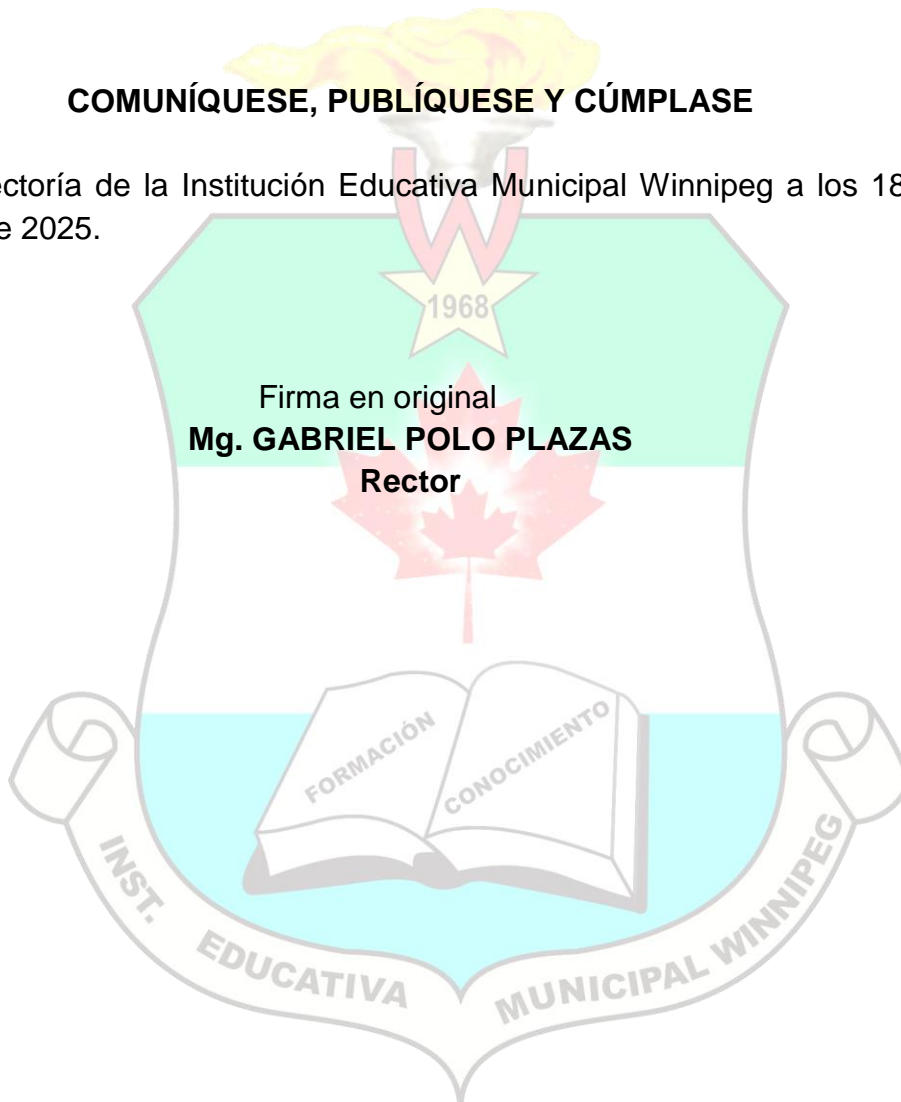 COMUNÍQUESE, PUBLÍQUESE Y CÚMPLASE
ectoría de la Institución Educativa Municipal Winnipeg a los 18
e 2025.
W
1968
Firma en original
Mg. GABRIEL POLO PLAZAS
Rector
FORMACIÓN
CONOCIMIENTO
INST. EDUCATIVA MUNICIPAL WINNIPEG